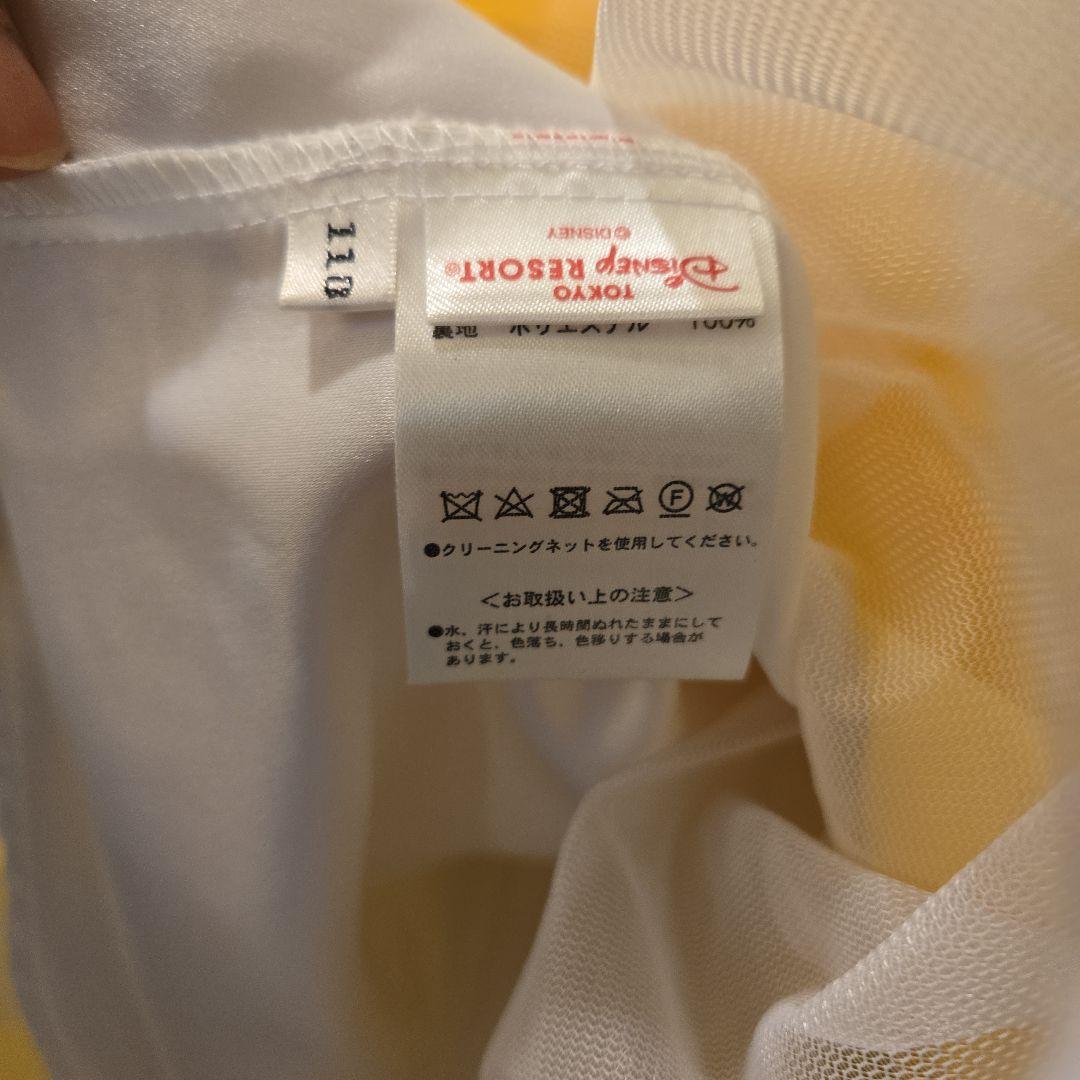 110
TOKYO
Disney RESORT®
© DISNEY
裏地 ポリエステル 100%
F W
●クリーニングネットを使用してください。
＜お取扱い上の注意＞
●水、汗により長時間ぬれたままにして
おくと、色落ち、色移りする場合が
あります。